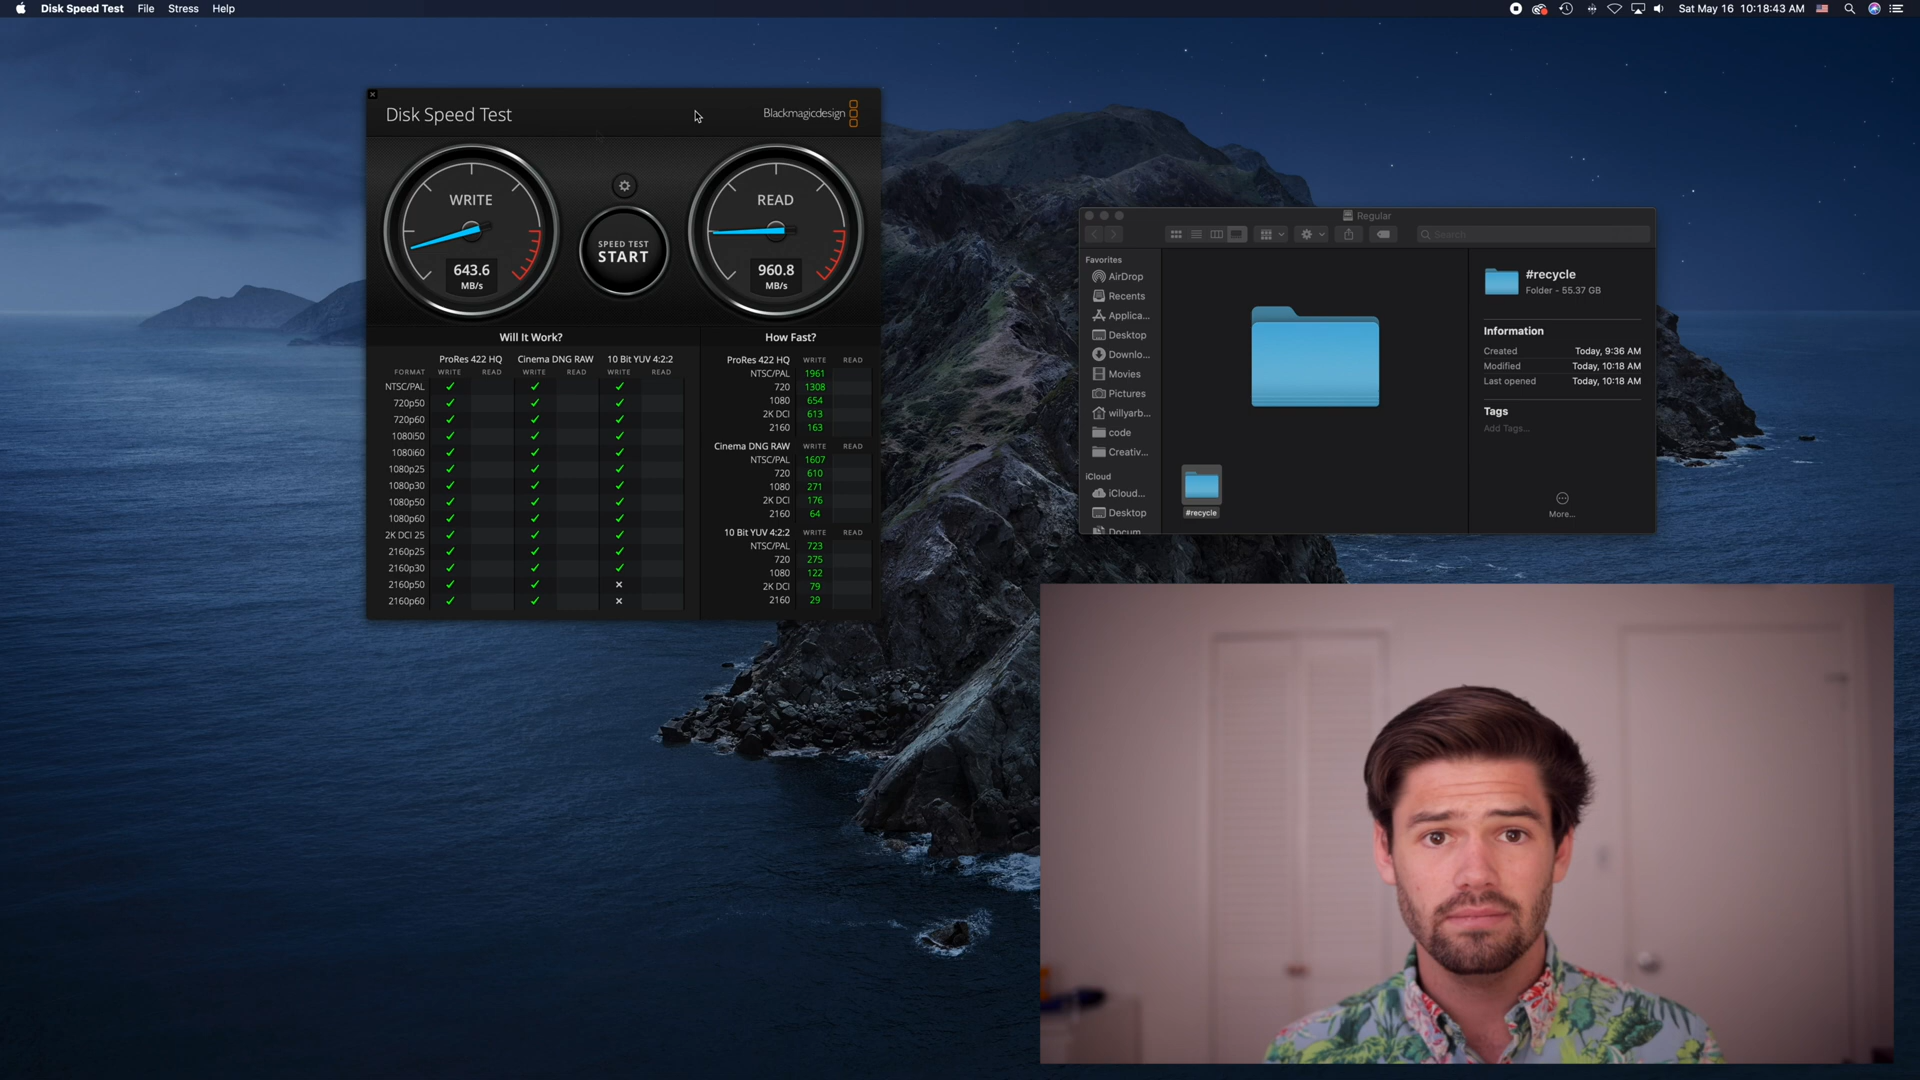 Disk Speed Test File Stress Help
Sat May 16 10:18:43 AM
Disk Speed Test
Blackmagicdesign
WRITE
643.6
MB/s
SPEED TEST
START
READ
960.8
MB/s
Will It Work?
ProRes 422 HQ Cinema DNG RAW 10 Bit YUV 4:2:2
FORMAT WRITE READ WRITE READ WRITE READ
NTSC/PAL ✓ ✓ ✓
720p50 ✓ ✓ ✓
720p60 ✓ ✓ ✓
1080i50 ✓ ✓ ✓
1080i60 ✓ ✓ ✓
1080p25 ✓ ✓ ✓
1080p30 ✓ ✓ ✓
1080p50 ✓ ✓ ✓
1080p60 ✓ ✓ ✓
2K DCI 25 ✓ ✓ ✓
2160p25 ✓ ✓ ✓
2160p30 ✓ ✓ ✓
2160p50 ✓ ✓ ×
2160p60 ✓ ✓ ×
How Fast?
ProRes 422 HQ WRITE READ
NTSC/PAL 1961
720 1308
1080 654
2K DCI 613
2160 163
Cinema DNG RAW WRITE READ
NTSC/PAL 1607
720 610
1080 271
2K DCI 176
2160 64
10 Bit YUV 4:2:2 WRITE READ
NTSC/PAL 723
720 275
1080 122
2K DCI 79
2160 29
Regular
Search
Favorites
AirDrop
Recents
Applica...
Desktop
Downlo...
Movies
Pictures
willyarb...
code
Creativ...
iCloud
iCloud...
Desktop
Docum...
#recycle
#recycle
Folder - 55.37 GB
Information
Created Today, 9:36 AM
Modified Today, 10:18 AM
Last opened Today, 10:18 AM
Tags
Add Tags...
More...